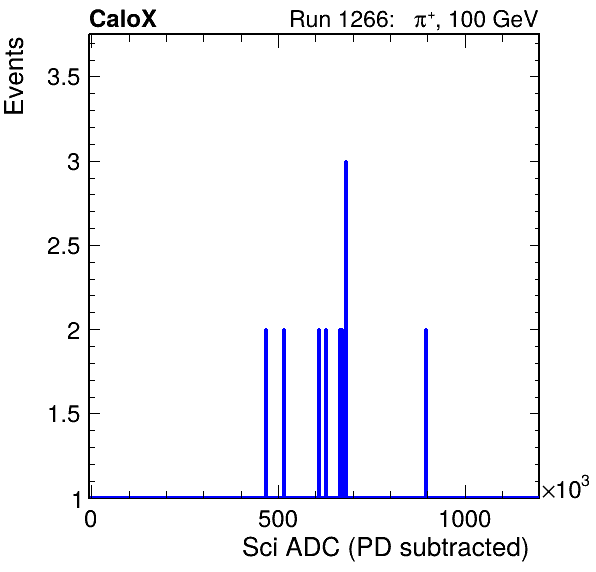 CaloX Run 1266: π⁺, 100 GeV
Events
3.5
3
2.5
2
1.5
1
0 500 1000 ×10³
Sci ADC (PD subtracted)